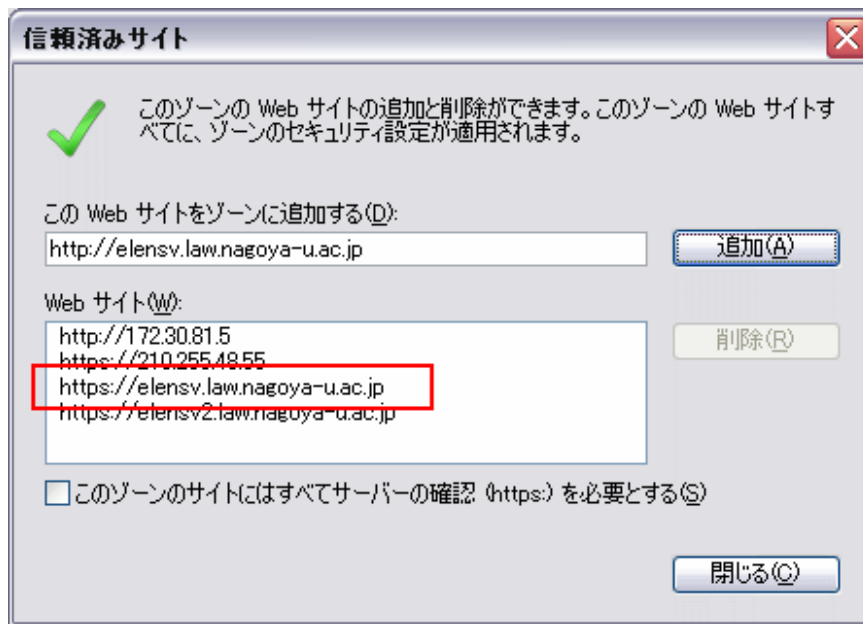 信頼済みサイト
このゾーンの Web サイトの追加と削除ができます。このゾーンの Web サイトす
べてに、ゾーンのセキュリティ設定が適用されます。
この Web サイトをゾーンに追加する(D):
http://elensv.law.nagoya-u.ac.jp
追加(A)
Web サイト(W):
http://172.30.81.5
https://210.255.48.55
https://elensv.law.nagoya-u.ac.jp
https://elensv2.law.nagoya-u.ac.jp
削除(R)
このゾーンのサイトにはすべてサーバーの確認 (https:) を必要とする(S)
閉じる(C)